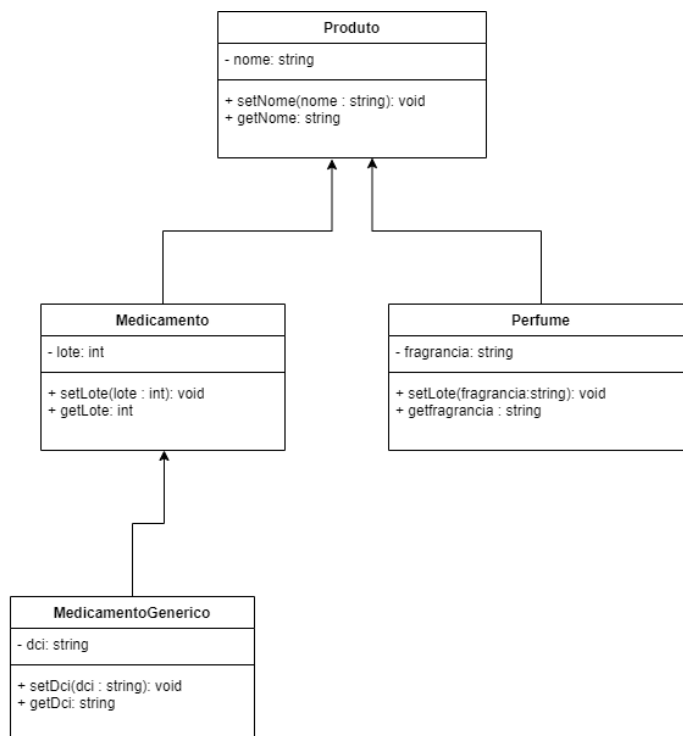 Produto
- nome: string
+ setNome(nome : string): void
+ getNome: string
Medicamento
- lote: int
+ setLote(lote : int): void
+ getLote: int
Perfume
- fragrancia: string
+ setLote(fragrancia:string): void
+ getfragrancia : string
MedicamentoGenerico
- dci: string
+ setDci(dci : string): void
+ getDci: string